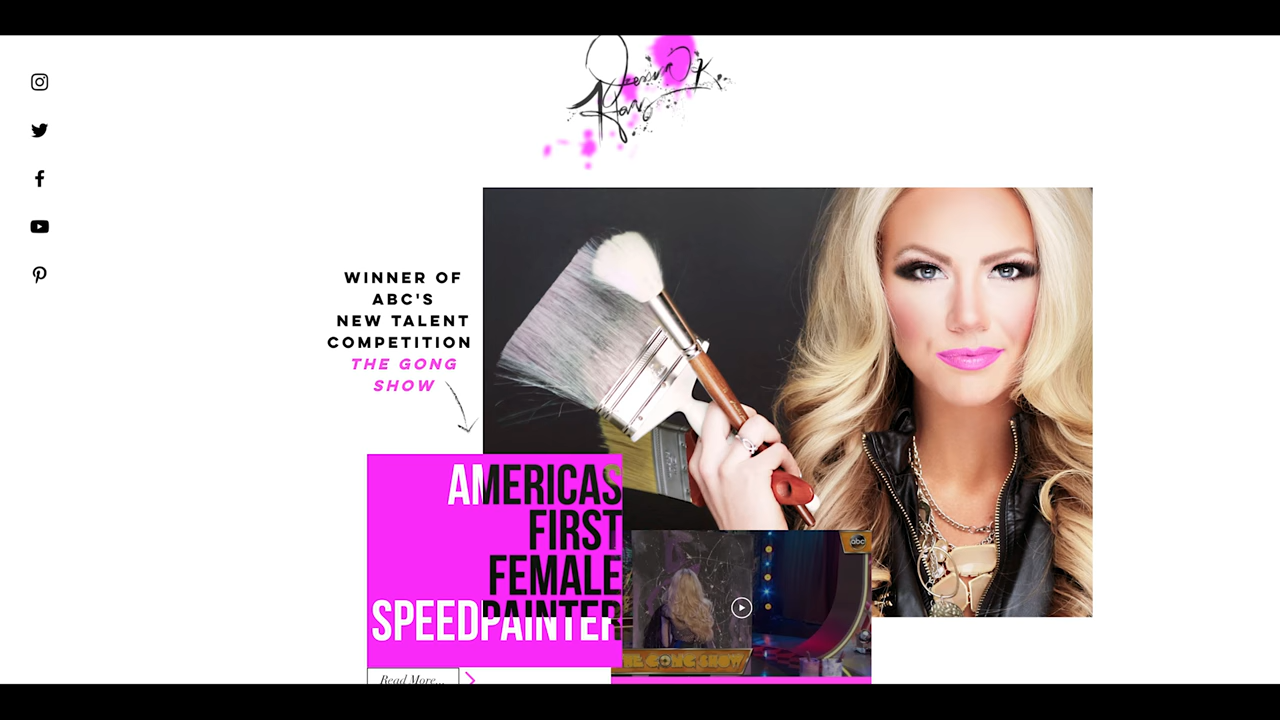 WINNER OF
ABC'S
NEW TALENT
COMPETITION
THE GONG
SHOW
AMERICAS
FIRST
FEMALE
SPEEDPAINTER
abc
THE GONG SHOW
Read More...